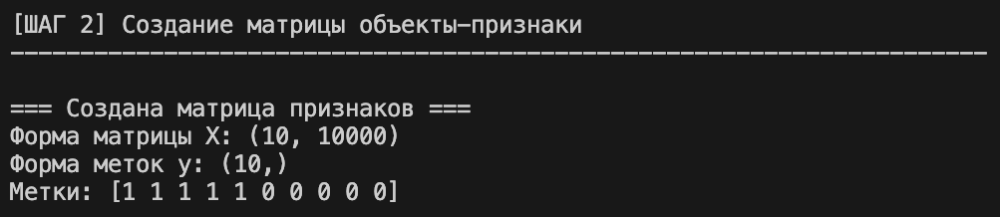 [ШАГ 2] Создание матрицы объекты-признаки
----------------------------------------------------------------------
=== Создана матрица признаков ===
Форма матрицы X: (10, 10000)
Форма меток y: (10,)
Метки: [1 1 1 1 1 0 0 0 0 0]